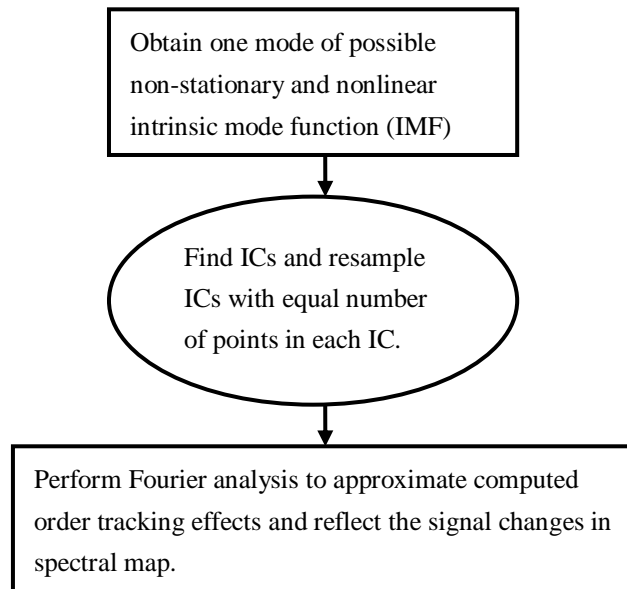 Obtain one mode of possible
non-stationary and nonlinear
intrinsic mode function (IMF)
Find ICs and resample
ICs with equal number
of points in each IC.
Perform Fourier analysis to approximate computed
order tracking effects and reflect the signal changes in
spectral map.